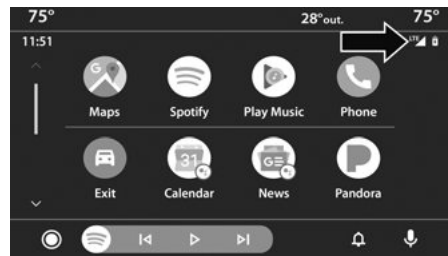 75° 28°out. 75°
11:51 LTE
Maps Spotify Play Music Phone
31 G≡
Exit Calendar News Pandora